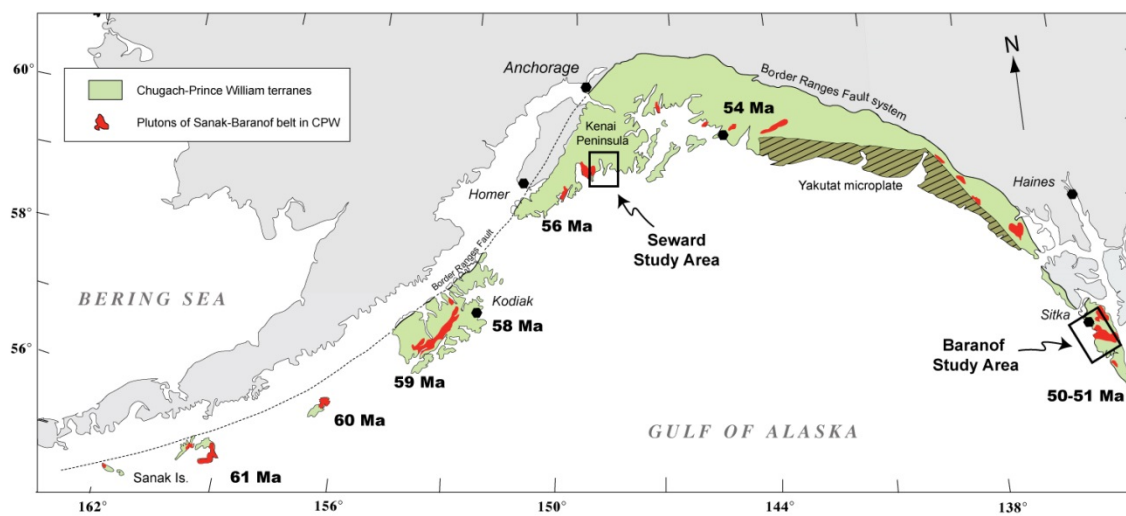 60°
58°
56°
Chugach-Prince William terranes
Plutons of Sanak-Baranof belt in CPW
Anchorage
Border Ranges Fault system
N
54 Ma
Kenai
Peninsula
Homer
Yakutat microplate
Haines
56 Ma
Seward
Study Area
Border Ranges Fault
BERING SEA
Kodiak
58 Ma
59 Ma
Sitka
Baranof
Study Area
50-51 Ma
60 Ma
GULF OF ALASKA
Sanak Is.
61 Ma
162°
156°
150°
144°
138°